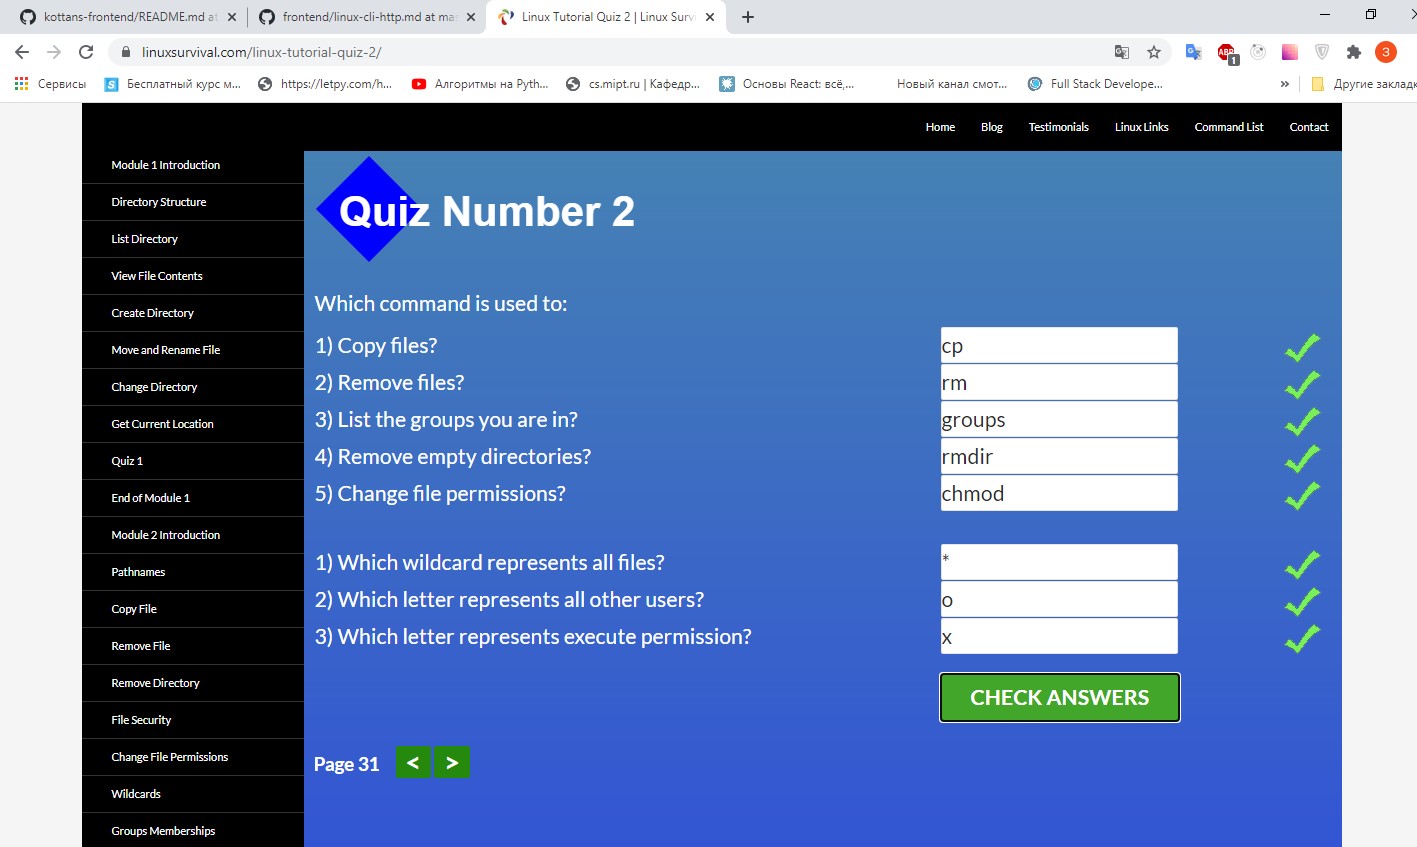 kottans-frontend/README.md at
frontend/linux-cli-http.md at mas
Linux Tutorial Quiz 2 | Linux Survi
linuxsurvival.com/linux-tutorial-quiz-2/
ABP
1
З
Сервисы
S
Бесплатный курс м...
https://letpy.com/h...
Алгоритмы на Pyth...
cs.mipt.ru | Кафедр...
Основы React: всё,...
Новый канал смот...
Full Stack Develope...
»
Другие закладк
Home
Blog
Testimonials
Linux Links
Command List
Contact
Module 1 Introduction
Directory Structure
List Directory
View File Contents
Create Directory
Move and Rename File
Change Directory
Get Current Location
Quiz 1
End of Module 1
Module 2 Introduction
Pathnames
Copy File
Remove File
Remove Directory
File Security
Change File Permissions
Wildcards
Groups Memberships
Quiz Number 2
Which command is used to:
1) Copy files? cp
2) Remove files? rm
3) List the groups you are in? groups
4) Remove empty directories? rmdir
5) Change file permissions? chmod
1) Which wildcard represents all files? *
2) Which letter represents all other users? o
3) Which letter represents execute permission? x
CHECK ANSWERS
Page 31 < >